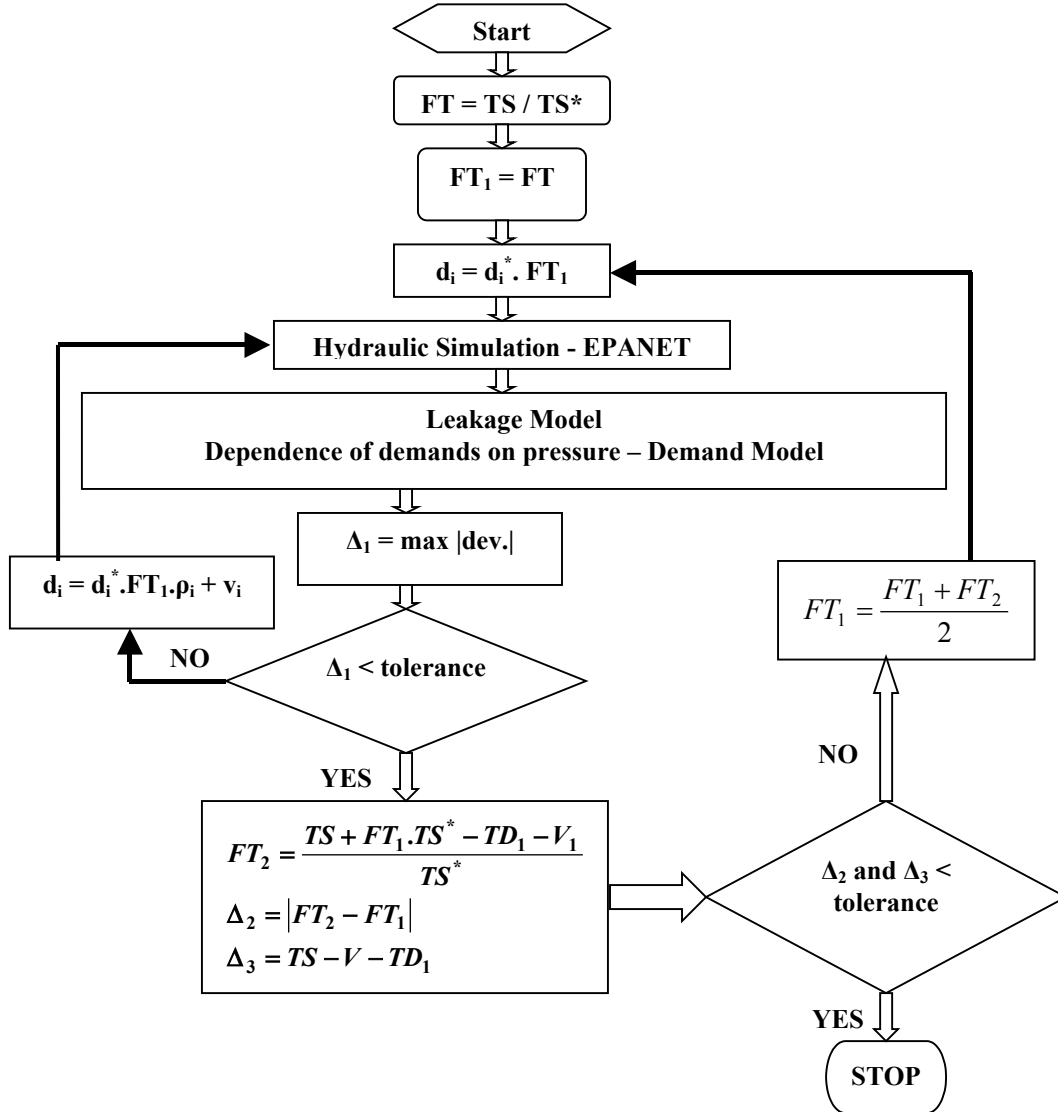 Start
FT = TS / TS*
FT₁ = FT
dᵢ = dᵢ*. FT₁
Hydraulic Simulation - EPANET
Leakage Model
Dependence of demands on pressure – Demand Model
Δ₁ = max |dev.|
dᵢ = dᵢ*.FT₁.ρᵢ + vᵢ
NO
Δ₁ < tolerance
YES
FT₂ = (TS + FT₁.TS* − TD₁ − V₁) / TS*
Δ₂ = |FT₂ − FT₁|
Δ₃ = TS − V − TD₁
Δ₂ and Δ₃ <
tolerance
NO
FT₁ = (FT₁ + FT₂) / 2
YES
STOP